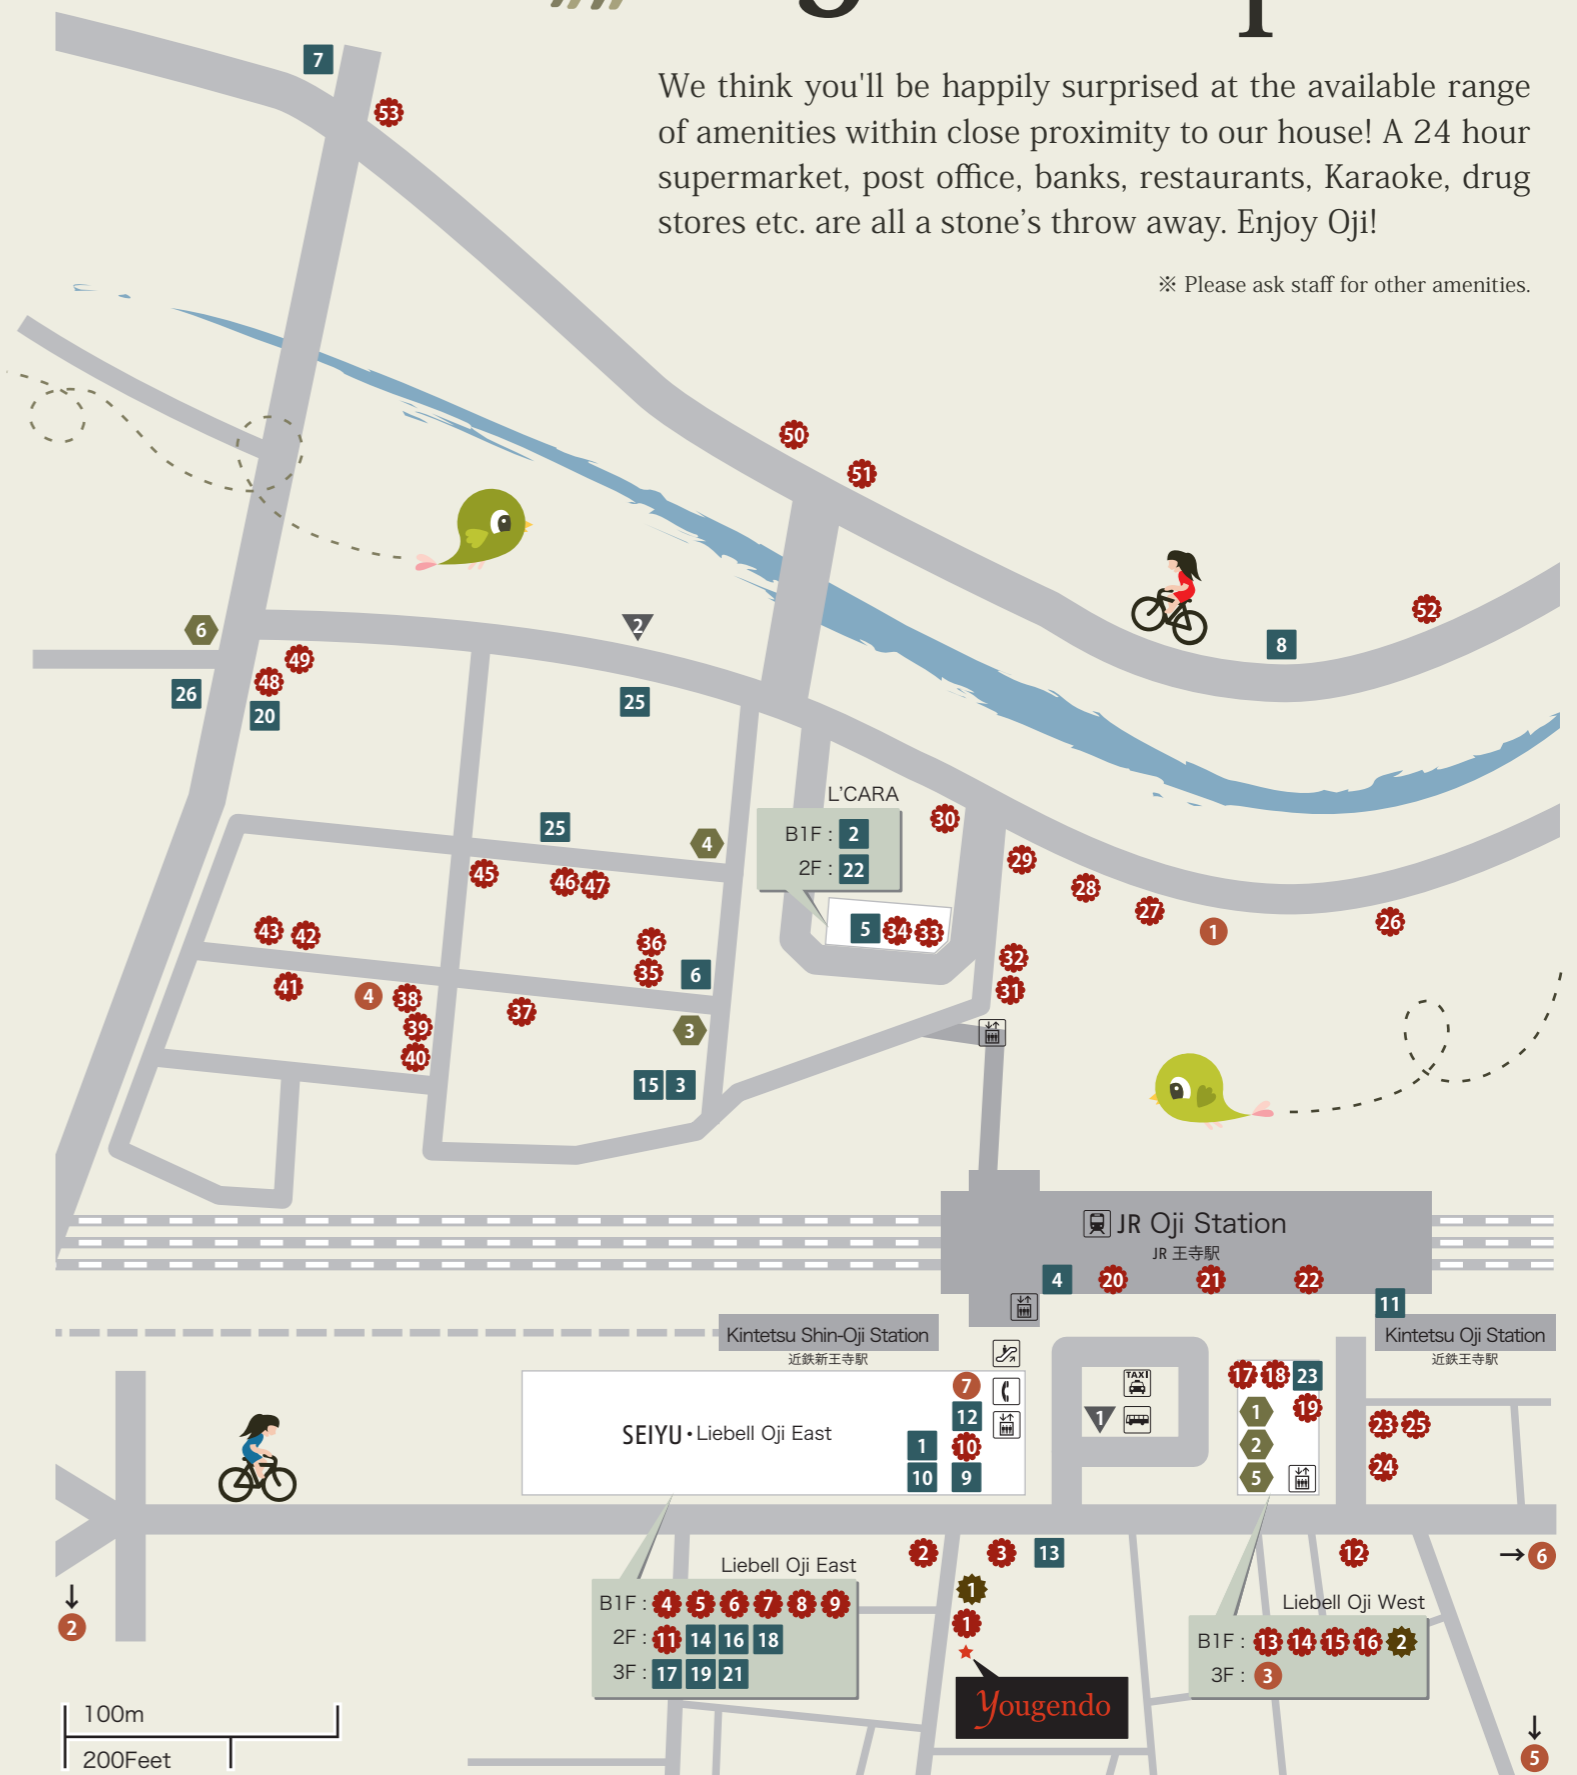 We think you'll be happily surprised at the available range
of amenities within close proximity to our house! A 24 hour
supermarket, post office, banks, restaurants, Karaoke, drug
stores etc. are all a stone’s throw away. Enjoy Oji!
※ Please ask staff for other amenities.
7
53
50
51
52
8
6
2
49
48
26
20
25
L'CARA
B1F : 2
2F : 22
30
25
4
29
45
46 47
28
27
1
26
5 34 33
43 42
36
32
35 6
41
4 38
31
37
39
3
40
15 3
JR Oji Station
JR 王寺駅
4 20 21 22
11
Kintetsu Shin-Oji Station
近鉄新王寺駅
Kintetsu Oji Station
近鉄王寺駅
SEIYU・Liebell Oji East
7
12
1 10
10 9
TAXI
1
17 18 23
1 19
2
5
23 25
24
2
3 13
12
→ 6
1
1
Yougendo
Liebell Oji East
B1F : 4 5 6 7 8 9
2F : 11 14 16 18
3F : 17 19 21
Liebell Oji West
B1F : 13 14 15 16 2
3F : 3
↓
2
↓
5
100m
200Feet